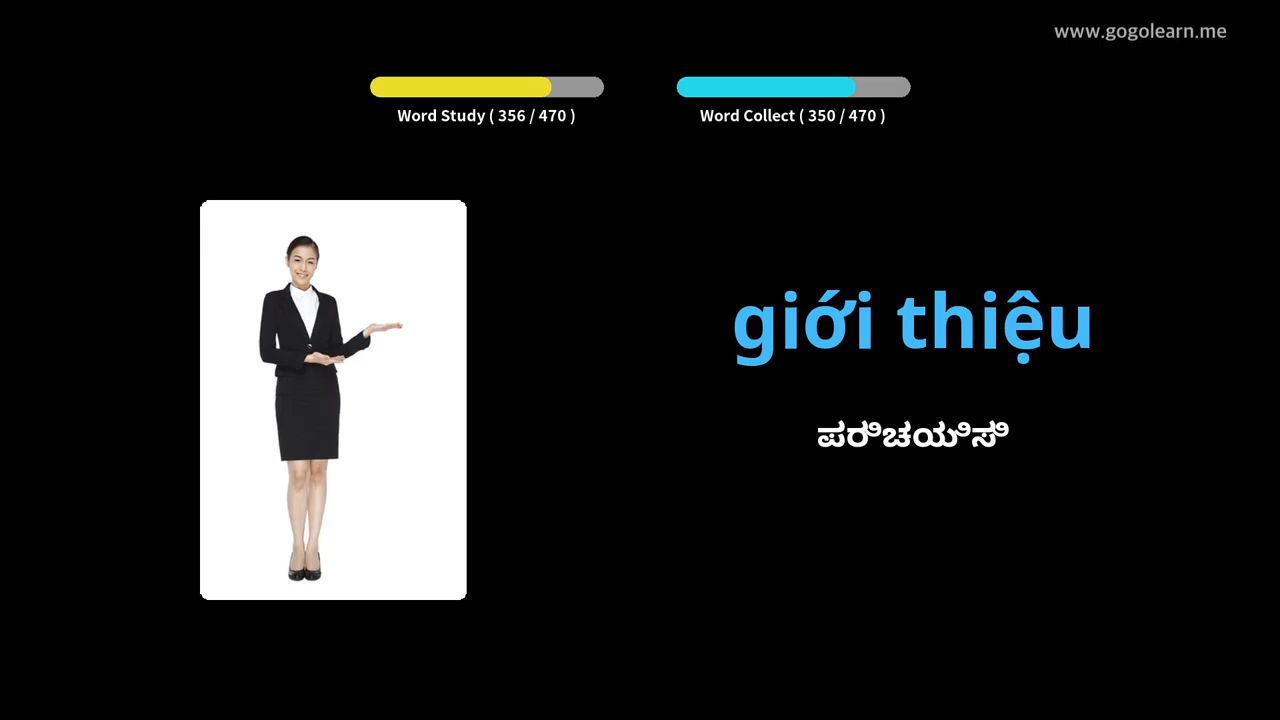 www.gogolearn.me
Word Study ( 356 / 470 )
Word Collect ( 350 / 470 )
giới thiệu
ಪರಿಚಯಿಸಿ